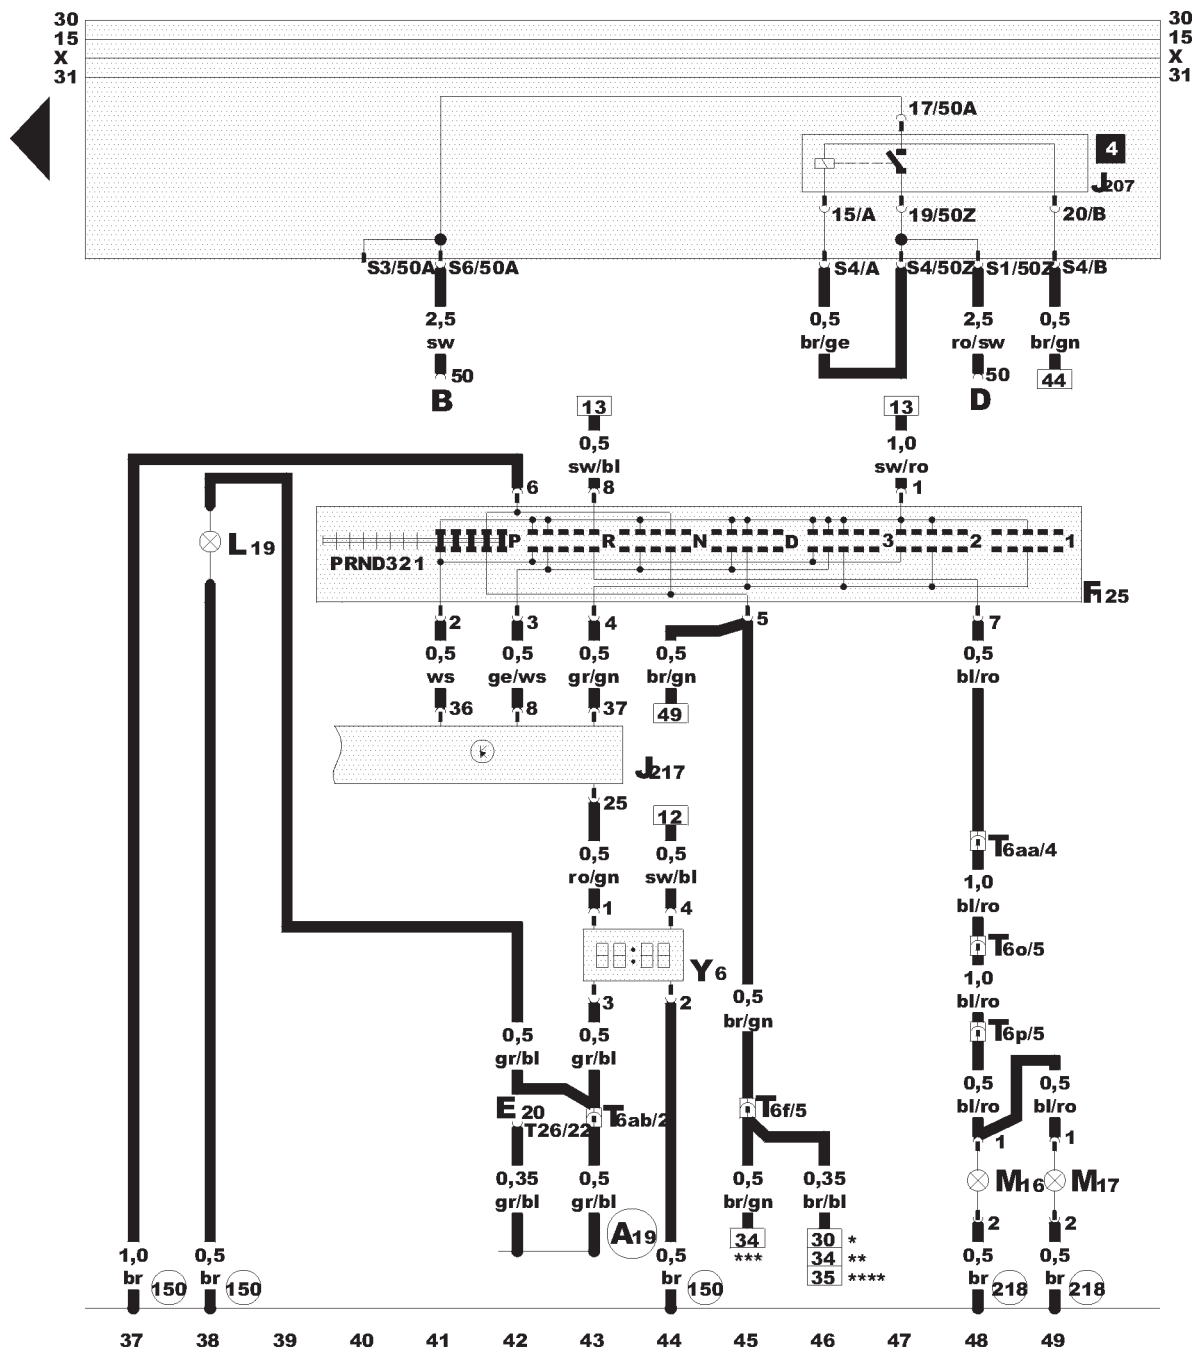 30 30
15 15
X X
31 31
17/50A
4
J207
15/A 19/50Z 20/B
S3/50A S6/50A S4/A S4/50Z S1/50Z S4/B
2,5 0,5 2,5 0,5
sw br/ge ro/sw br/gn
50 50 44
B D
13 13
0,5 1,0
sw/bl sw/ro
6 8 1
L19
P R N D 3 2 1
PRND321
F125
2 3 4 5 7
0,5 0,5 0,5 0,5 0,5
ws ge/ws gr/gn br/gn bl/ro
36 8 37 49
J217
25
12
0,5 0,5
ro/gn sw/bl
T6aa/4
1,0
bl/ro
1 4
T6o/5
Y6
1,0
bl/ro
3 2
0,5
br/gn
0,5 0,5
gr/bl gr/bl
T6p/5
0,5 0,5
bl/ro bl/ro
E20
T26/22
T6ab/2
T6f/5
1 1
0,35 0,5 0,5 0,35
gr/bl gr/bl br/gn br/bl
M16 M17
2 2
A19
34
***
30 *
34 **
35 ****
1,0 0,5 0,5 0,5 0,5
br 150 br 150 br 150 br 218 br 218
37 38 39 40 41 42 43 44 45 46 47 48 49